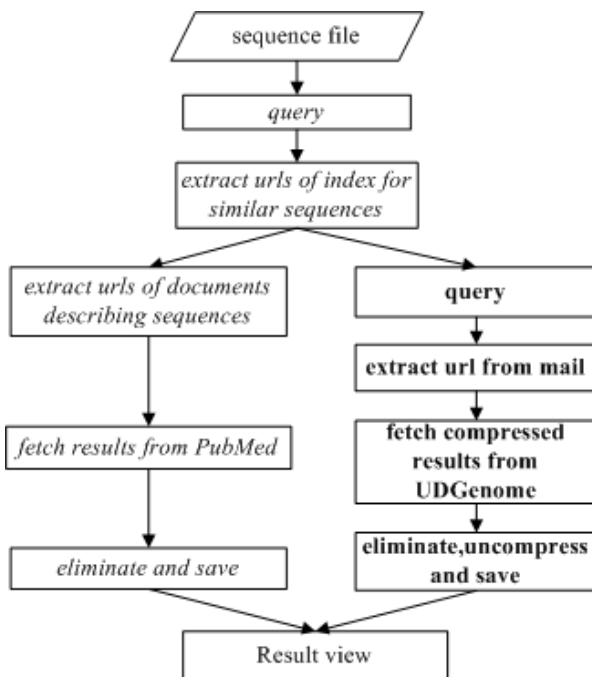 sequence file
query
extract urls of index for
similar sequences
extract urls of documents
describing sequences
fetch results from PubMed
eliminate and save
query
extract url from mail
fetch compressed
results from
UDGenome
eliminate,uncompress
and save
Result view